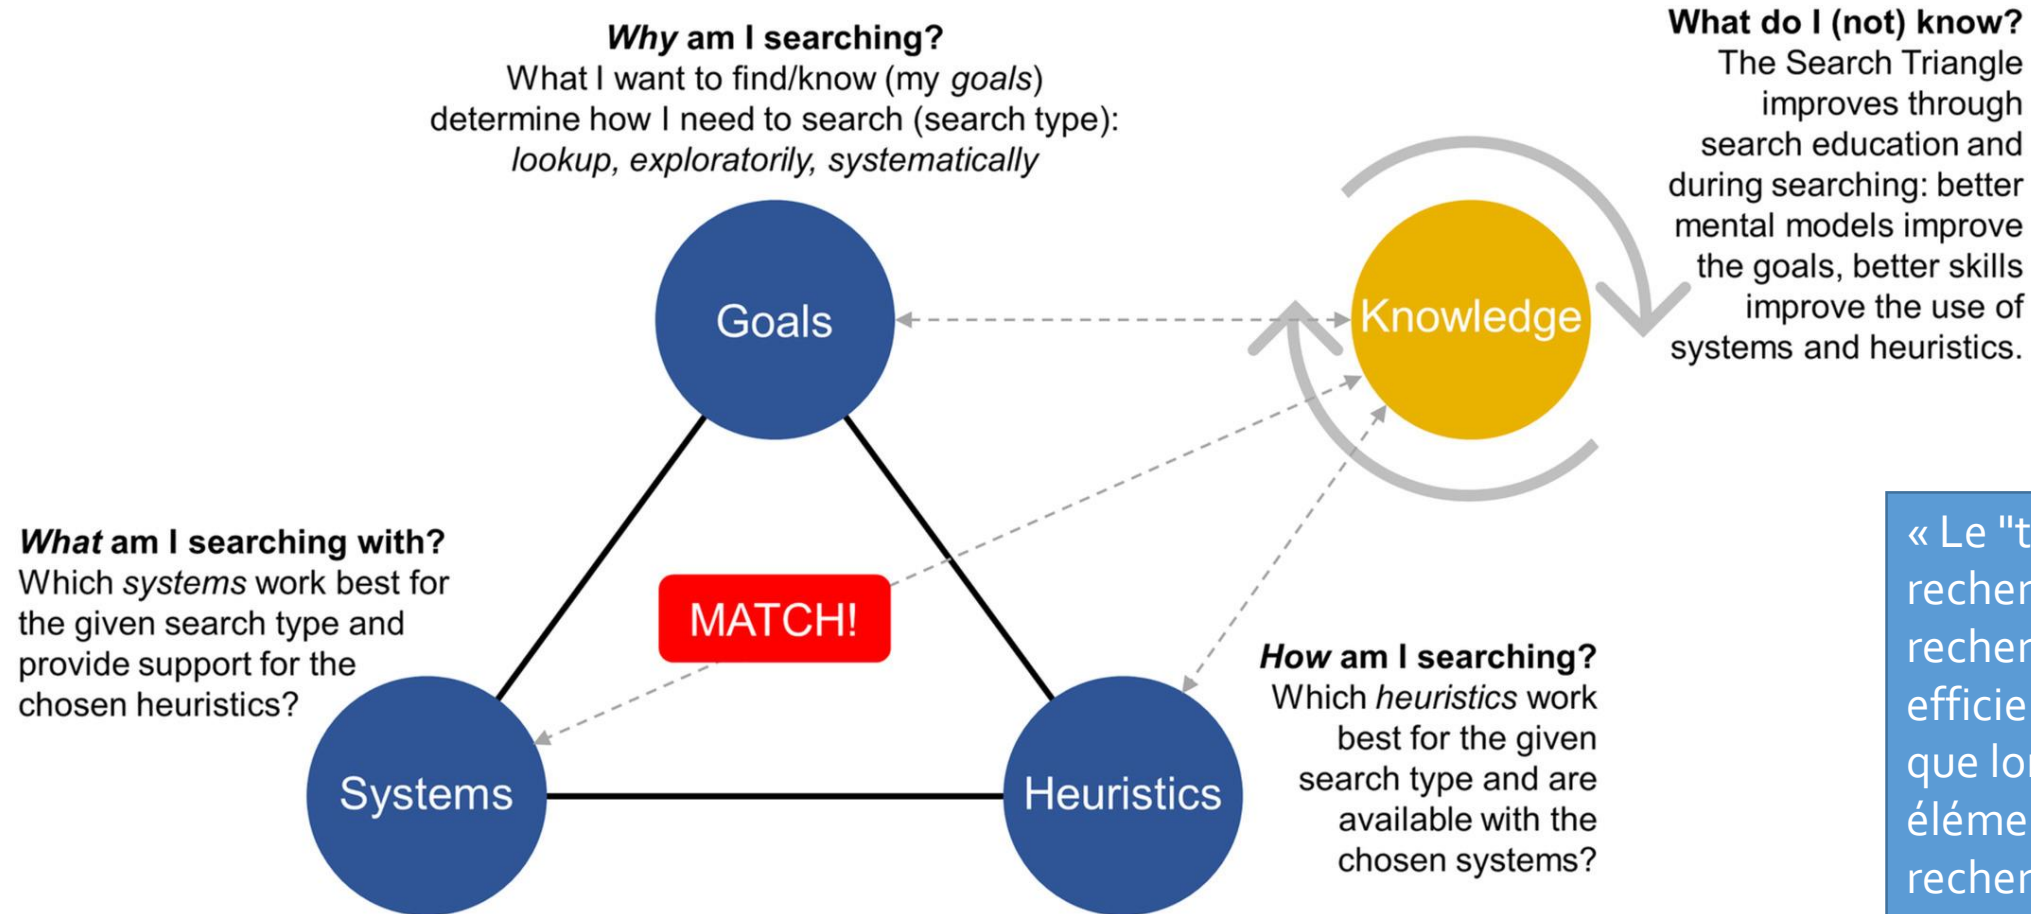 Why am I searching?
What I want to find/know (my goals)
determine how I need to search (search type):
lookup, exploratorily, systematically
What do I (not) know?
The Search Triangle
improves through
search education and
during searching: better
mental models improve
the goals, better skills
improve the use of
systems and heuristics.
Goals
Knowledge
What am I searching with?
Which systems work best for
the given search type and
provide support for the
chosen heuristics?
MATCH!
How am I searching?
Which heuristics work
best for the given
search type and are
available with the
chosen systems?
Systems
Heuristics
« Le
que